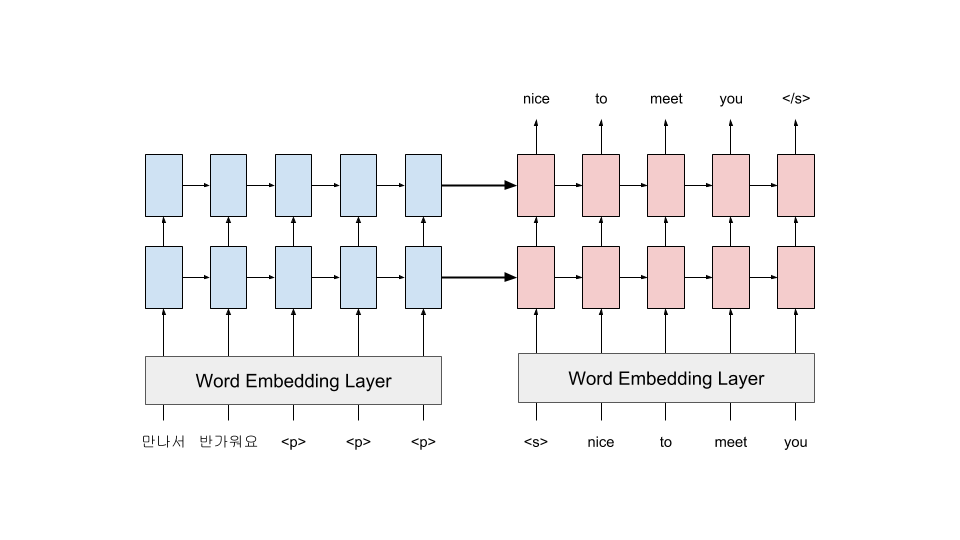 nice to meet you </s>
Word Embedding Layer
Word Embedding Layer
만나서 반가워요 <p> <p> <p>
<s> nice to meet you